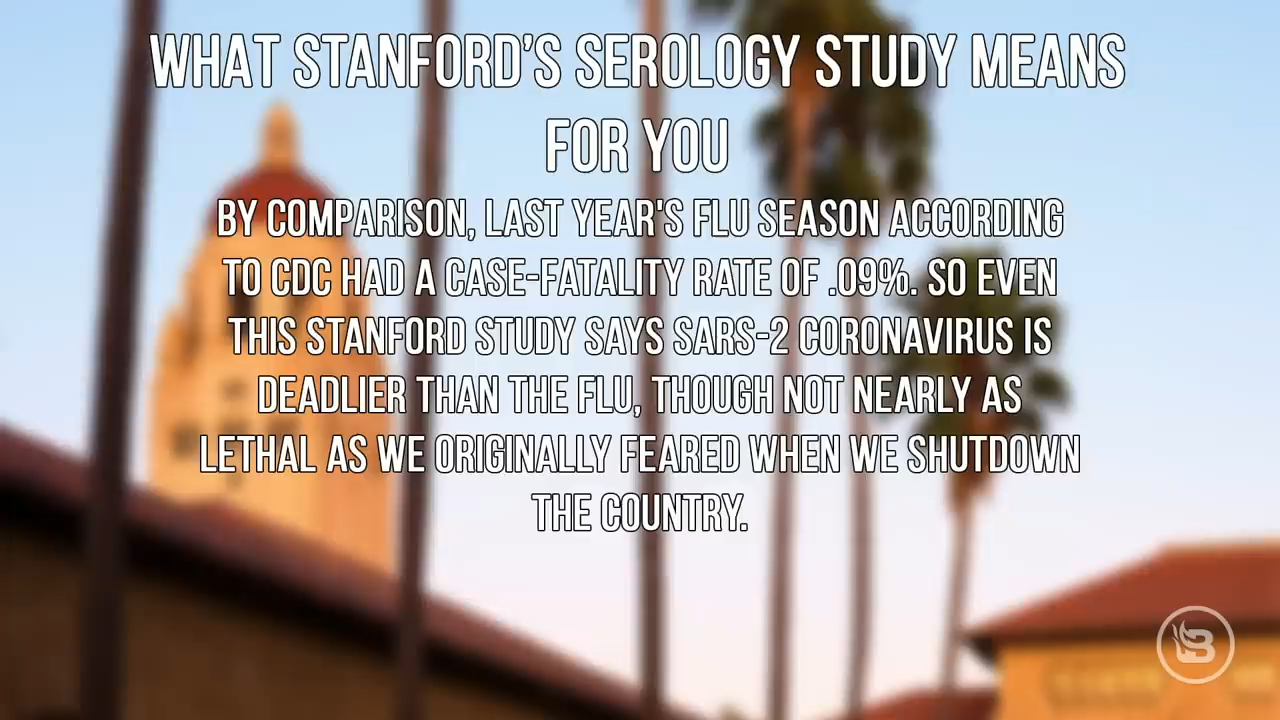 WHAT STANFORD'S SEROLOGY STUDY MEANS
FOR YOU
BY COMPARISON, LAST YEAR'S FLU SEASON ACCORDING
TO CDC HAD A CASE-FATALITY RATE OF .09%. SO EVEN
THIS STANFORD STUDY SAYS SARS-2 CORONAVIRUS IS
DEADLIER THAN THE FLU, THOUGH NOT NEARLY AS
LETHAL AS WE ORIGINALLY FEARED WHEN WE SHUTDOWN
THE COUNTRY.
B